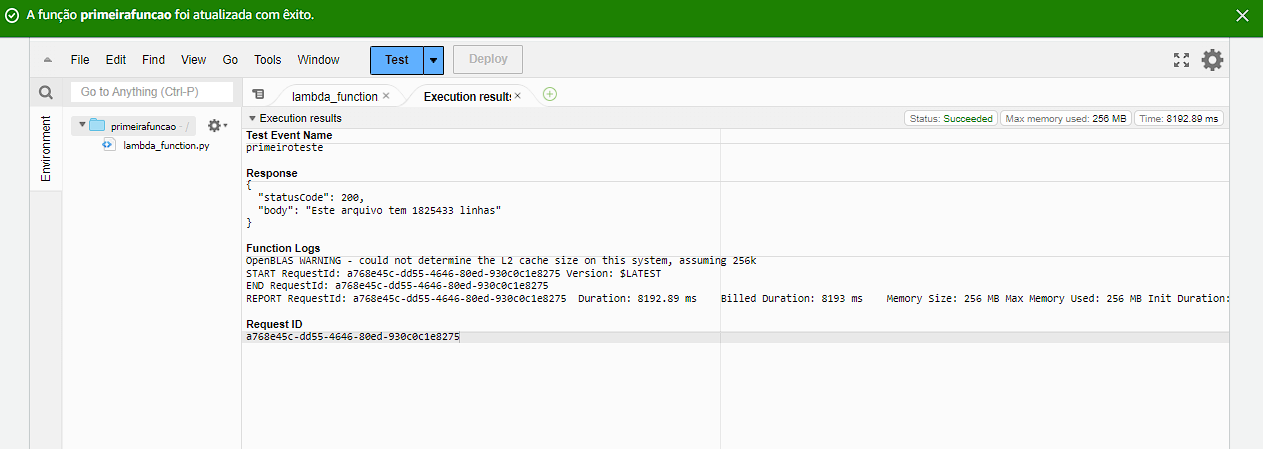 A função primeirafuncao foi atualizada com êxito.
File Edit Find View Go Tools Window Test Deploy
Go to Anything (Ctrl-P)
lambda_function
Execution results
Environment
primeirafuncao - /
lambda_function.py
Execution results
Status: Succeeded Max memory used: 256 MB Time: 8192.89 ms
Test Event Name
primeiroteste
Response
{
"statusCode": 200,
"body": "Este arquivo tem 1825433 linhas"
}
Function Logs
OpenBLAS WARNING - could not determine the L2 cache size on this system, assuming 256k
START RequestId: a768e45c-dd55-4646-80ed-930c0c1e8275 Version: $LATEST
END RequestId: a768e45c-dd55-4646-80ed-930c0c1e8275
REPORT RequestId: a768e45c-dd55-4646-80ed-930c0c1e8275 Duration: 8192.89 ms Billed Duration: 8193 ms Memory Size: 256 MB Max Memory Used: 256 MB Init Duration:
Request ID
a768e45c-dd55-4646-80ed-930c0c1e8275